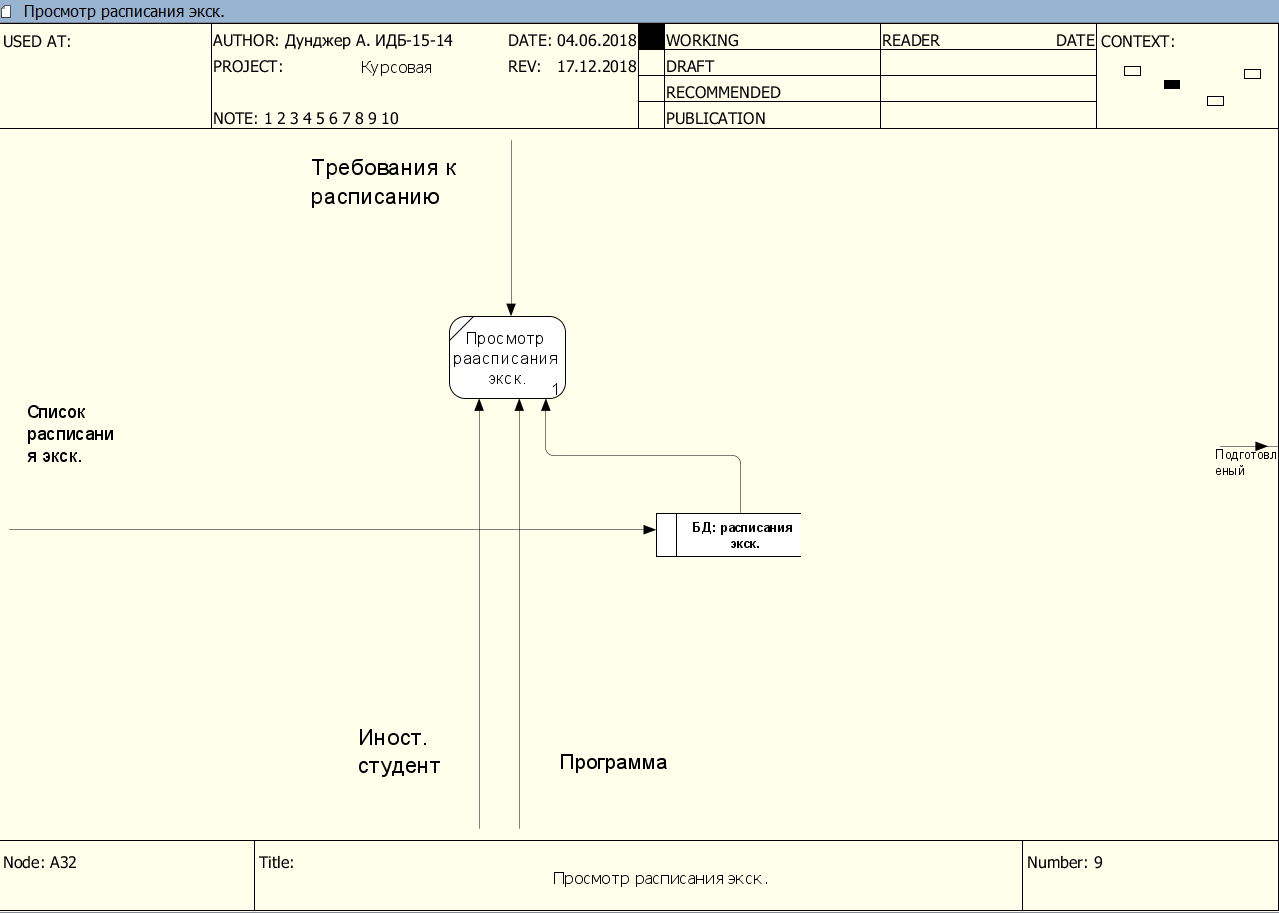 Просмотр расписания экск.
USED AT:
AUTHOR: Дунджер А. ИДБ-15-14
DATE: 04.06.2018
PROJECT: Курсовая
REV: 17.12.2018
NOTE: 1 2 3 4 5 6 7 8 9 10
WORKING
DRAFT
RECOMMENDED
PUBLICATION
READER DATE
CONTEXT:
Требования к
расписанию
Просмотр
раасписания
экск.
1
Список
расписани
я экск.
Подготовл
еный
БД: расписания
экск.
Иност.
студент
Программа
Node: A32
Title:
Просмотр расписания экск.
Number: 9